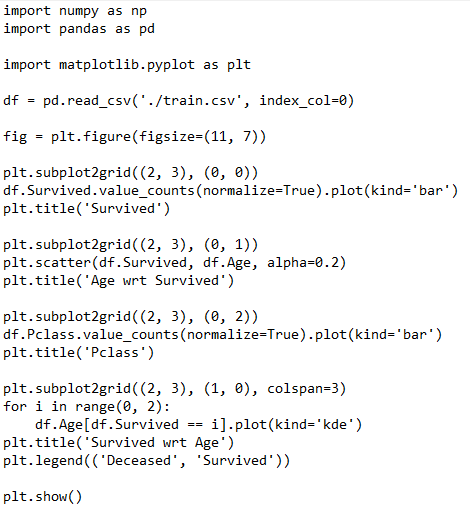 import numpy as np
import pandas as pd
import matplotlib.pyplot as plt
df = pd.read_csv('./train.csv', index_col=0)
fig = plt.figure(figsize=(11, 7))
plt.subplot2grid((2, 3), (0, 0))
df.Survived.value_counts(normalize=True).plot(kind='bar')
plt.title('Survived')
plt.subplot2grid((2, 3), (0, 1))
plt.scatter(df.Survived, df.Age, alpha=0.2)
plt.title('Age wrt Survived')
plt.subplot2grid((2, 3), (0, 2))
df.Pclass.value_counts(normalize=True).plot(kind='bar')
plt.title('Pclass')
plt.subplot2grid((2, 3), (1, 0), colspan=3)
for i in range(0, 2):
    df.Age[df.Survived == i].plot(kind='kde')
plt.title('Survived wrt Age')
plt.legend(('Deceased', 'Survived'))
plt.show()